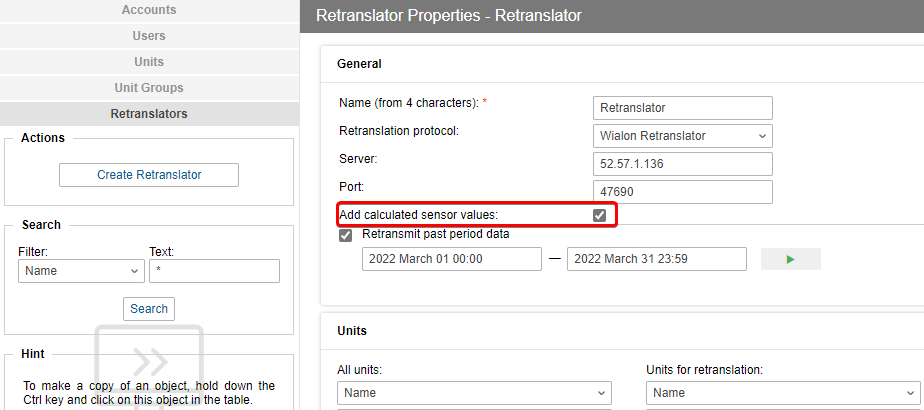 Accounts
Users
Units
Unit Groups
Retranslators
Actions
Create Retranslator
Search
Filter:
Text:
Name
*
Search
Hint
To make a copy of an object, hold down the
Ctrl key and click on this object in the table.
Retranslator Properties - Retranslator
General
Name (from 4 characters): *
Retranslator
Retranslation protocol:
Wialon Retranslator
Server:
52.57.1.136
Port:
47690
Add calculated sensor values:
Retransmit past period data
2022 March 01 00:00 — 2022 March 31 23:59
Units
All units:
Units for retranslation:
Name
Name